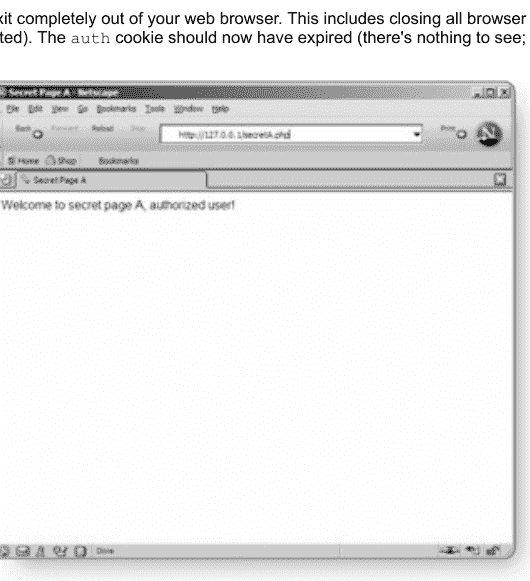 xit completely out of your web browser. This includes closing all browser
ted). The auth cookie should now have expired (there's nothing to see;
Secret Page A - Netscape
File Edit View Go Bookmarks Tools Window Help
Back Forward Reload Stop http://127.0.0.1/secretA.php Print
Home Shop Bookmarks
Secret Page A
Welcome to secret page A, authorized user!
Done